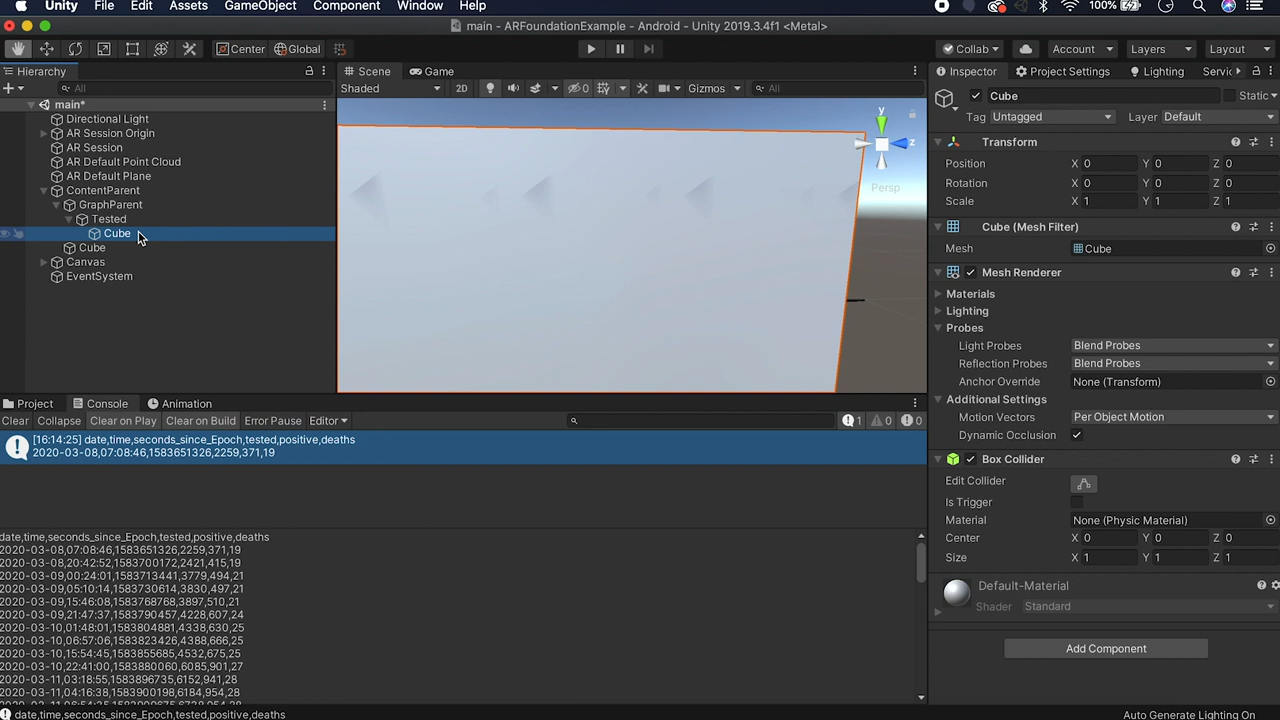 Unity File Edit Assets GameObject Component Window Help 100%
main - ARFoundationExample - Android - Unity 2019.3.4f1 <Metal>
Center Global Collab Account Layers Layout
Hierarchy Scene Game Inspector Project Settings Lighting Servic
All Shaded 2D 0 Gizmos All Cube Static
main*
Tag Untagged Layer Default
Directional Light
AR Session Origin
AR Session
AR Default Point Cloud
AR Default Plane
ContentParent
GraphParent
Tested
Cube
Cube
Canvas
EventSystem
y
z
Persp
Transform
Position X 0 Y 0 Z 0
Rotation X 0 Y 0 Z 0
Scale X 1 Y 1 Z 1
Cube (Mesh Filter)
Mesh Cube
Mesh Renderer
Materials
Lighting
Probes
Light Probes Blend Probes
Reflection Probes Blend Probes
Anchor Override None (Transform)
Additional Settings
Motion Vectors Per Object Motion
Dynamic Occlusion
Box Collider
Edit Collider
Is Trigger
Material None (Physic Material)
Center X 0 Y 0 Z 0
Size X 1 Y 1 Z 1
Default-Material
Shader Standard
Add Component
Project Console Animation
Clear Collapse Clear on Play Clear on Build Error Pause Editor 1 0 0
[16:14:25] date,time,seconds_since_Epoch,tested,positive,deaths
2020-03-08,07:08:46,1583651326,2259,371,19
date,time,seconds_since_Epoch,tested,positive,deaths
2020-03-08,07:08:46,1583651326,2259,371,19
2020-03-08,20:42:52,1583700172,2421,415,19
2020-03-09,00:24:01,1583713441,3779,494,21
2020-03-09,05:10:14,1583730614,3830,497,21
2020-03-09,15:46:08,1583768768,3897,510,21
2020-03-09,21:47:37,1583790457,4228,607,24
2020-03-10,01:48:01,1583804881,4338,630,25
2020-03-10,06:57:06,1583823426,4388,666,25
2020-03-10,15:54:45,1583855685,4532,675,25
2020-03-10,22:41:00,1583880060,6085,901,27
2020-03-11,03:18:56,1583896736,6152,941,28
2020-03-11,04:16:38,1583900198,6184,954,28
date,time,seconds_since_Epoch,tested,positive,deaths
Auto Generate Lighting On